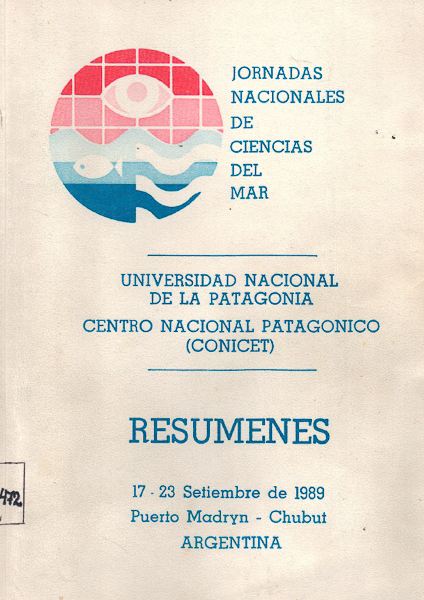 JORNADAS
NACIONALES
DE
CIENCIAS
DEL
MAR
UNIVERSIDAD NACIONAL
DE LA PATAGONIA
CENTRO NACIONAL PATAGONICO
(CONICET)
RESUMENES
17 - 23 Setiembre de 1989
Puerto Madryn - Chubut
ARGENTINA
472